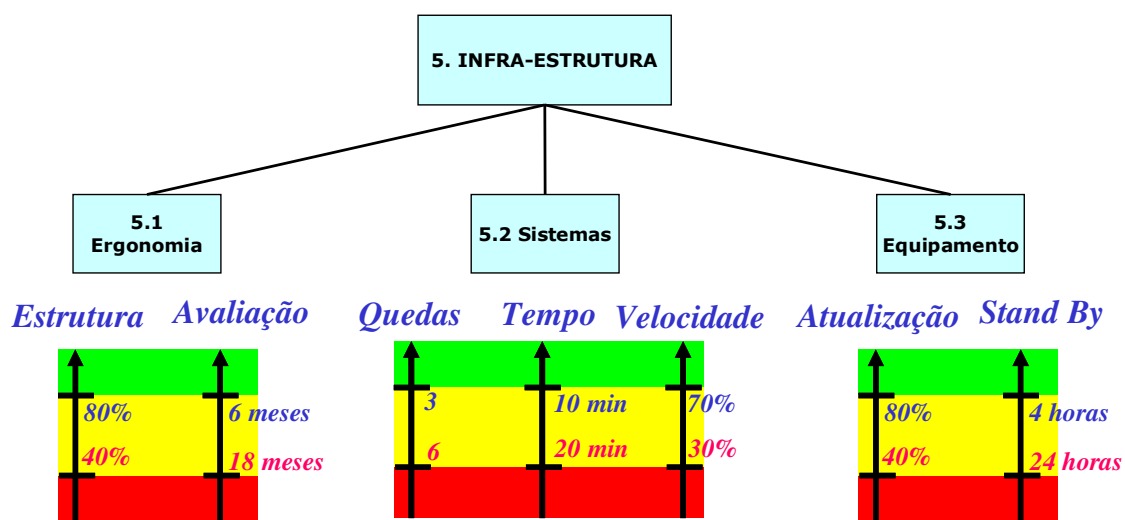 5. INFRA-ESTRUTURA
5.1
Ergonomia
5.2 Sistemas
5.3
Equipamento
Estrutura Avaliação
Quedas Tempo Velocidade
Atualização Stand By
80% 6 meses
40% 18 meses
3 10 min 70%
6 20 min 30%
80% 4 horas
40% 24 horas